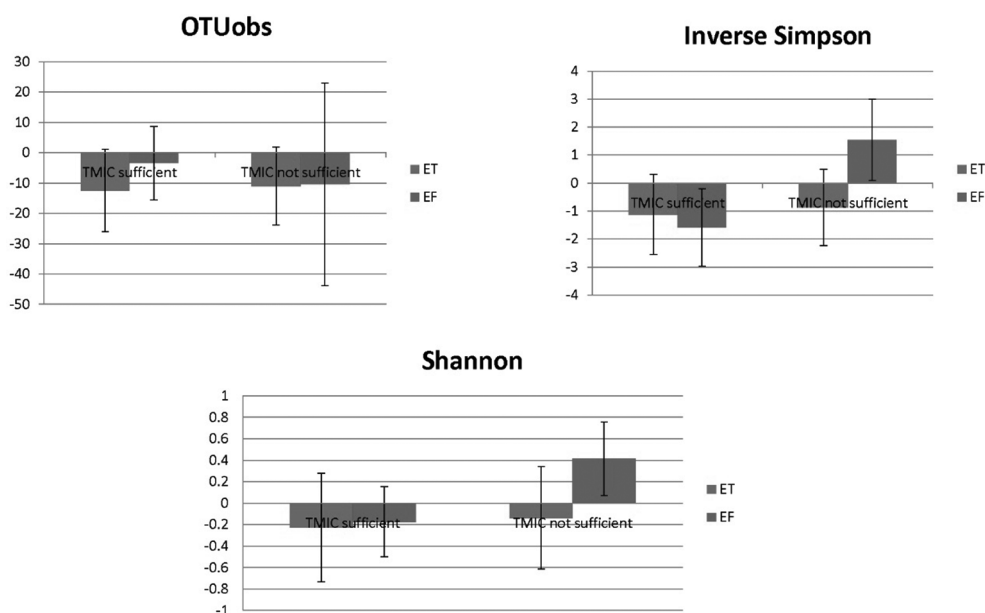 OTUobs
30
20
10
0
-10
-20
-30
-40
-50
TMIC sufficient
TMIC not sufficient
ET
EF
Inverse Simpson
4
3
2
1
0
-1
-2
-3
-4
TMIC sufficient
TMIC not sufficient
ET
EF
Shannon
1
0.8
0.6
0.4
0.2
0
-0.2
-0.4
-0.6
-0.8
-1
TMIC sufficient
TMIC not sufficient
ET
EF